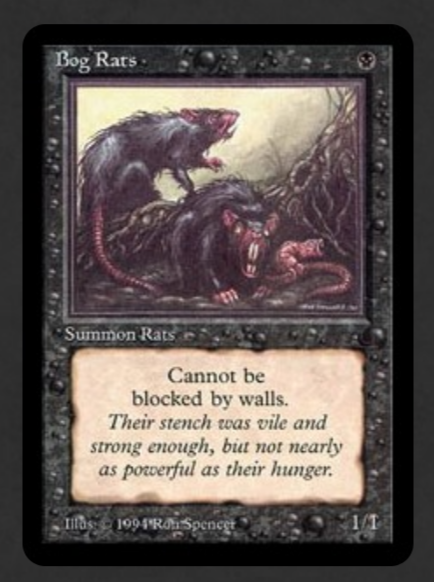 Bog Rats
Summon Rats
Cannot be
blocked by walls.
Their stench was vile and
strong enough, but not nearly
as powerful as their hunger.
Illus. © 1994 Ron Spencer
1/1